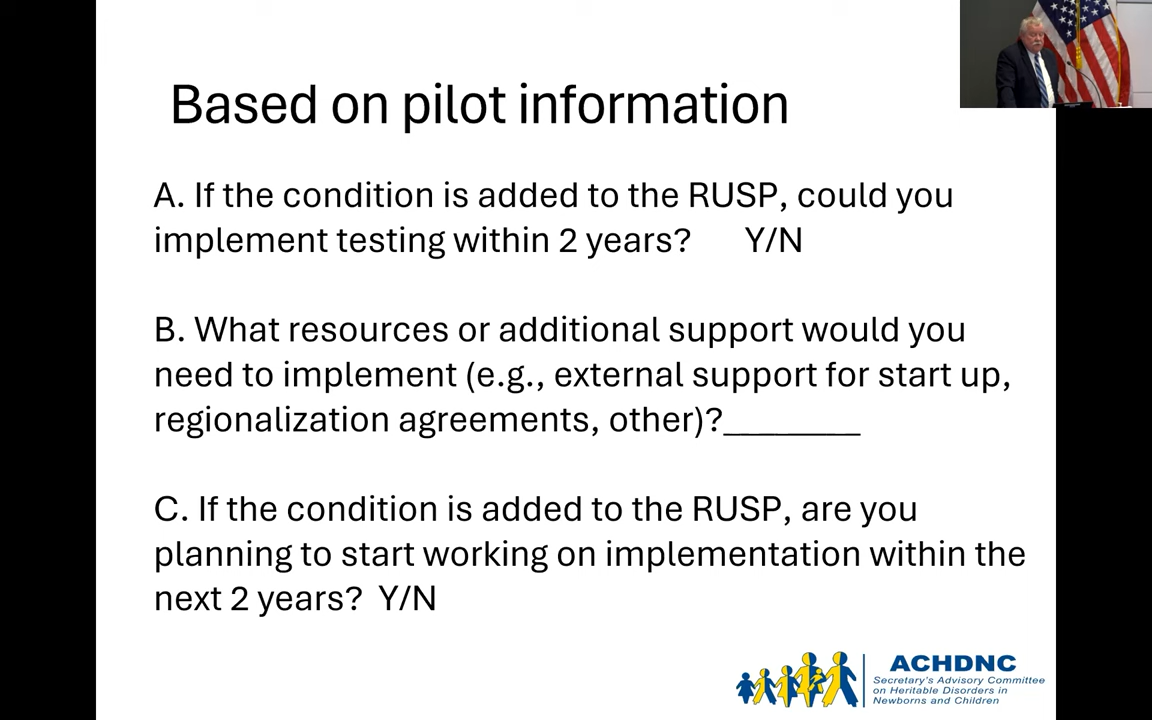 Based on pilot information
A. If the condition is added to the RUSP, could you
implement testing within 2 years? Y/N
B. What resources or additional support would you
need to implement (e.g., external support for start up,
regionalization agreements, other)?________
C. If the condition is added to the RUSP, are you
planning to start working on implementation within the
next 2 years? Y/N
ACHDNC
Secretary's Advisory Committee
on Heritable Disorders in
Newborns and Children